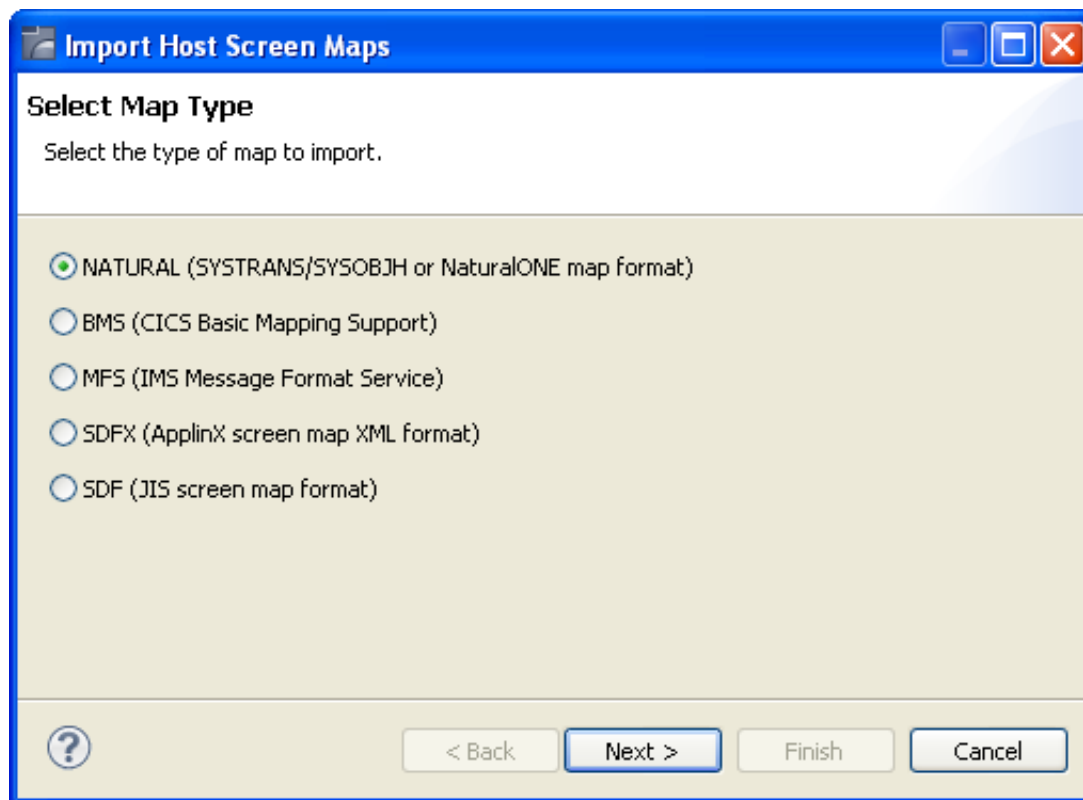 Import Host Screen Maps
Select Map Type
Select the type of map to import.
NATURAL (SYSTRANS/SYSOBJH or NaturalONE map format)
BMS (CICS Basic Mapping Support)
MFS (IMS Message Format Service)
SDFX (ApplinX screen map XML format)
SDF (JIS screen map format)
? < Back Next > Finish Cancel